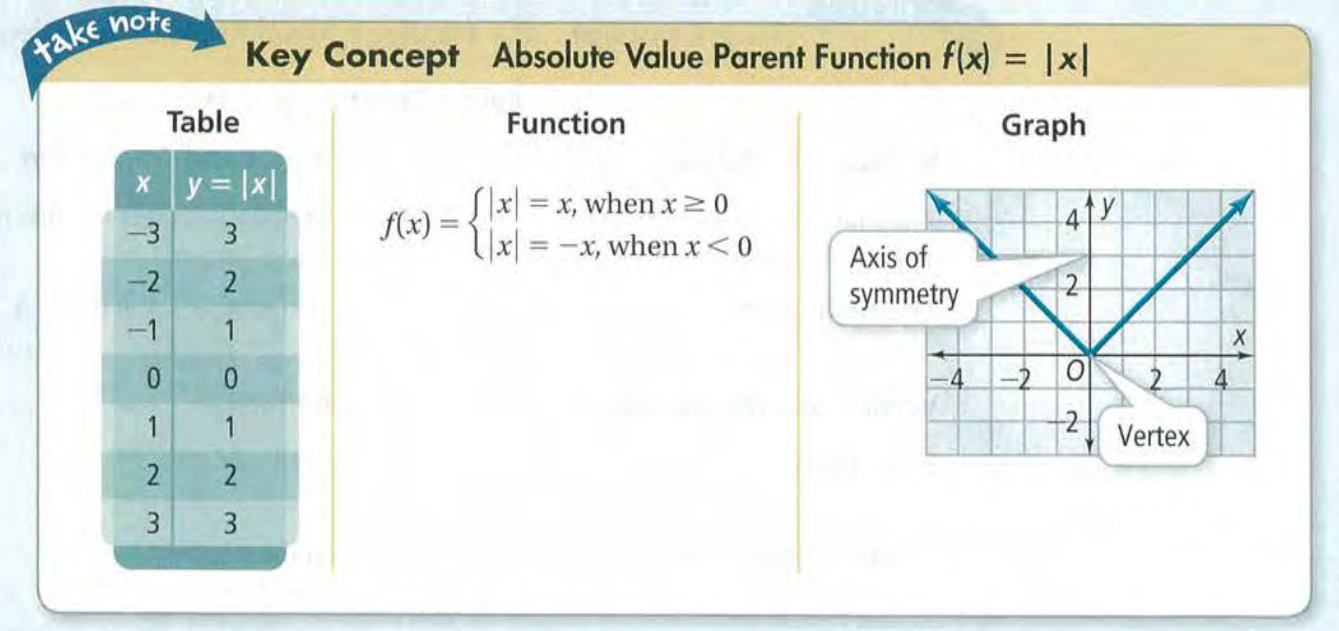 take note
Key Concept Absolute Value Parent Function f(x) = |x|
Table
x y = |x|
−3 3
−2 2
−1 1
0 0
1 1
2 2
3 3
Function
f(x) = { |x| = x, when x ≥ 0
|x| = −x, when x < 0
Graph
Axis of
symmetry
4 y
2
x
−4 −2 O 2 4
−2
Vertex